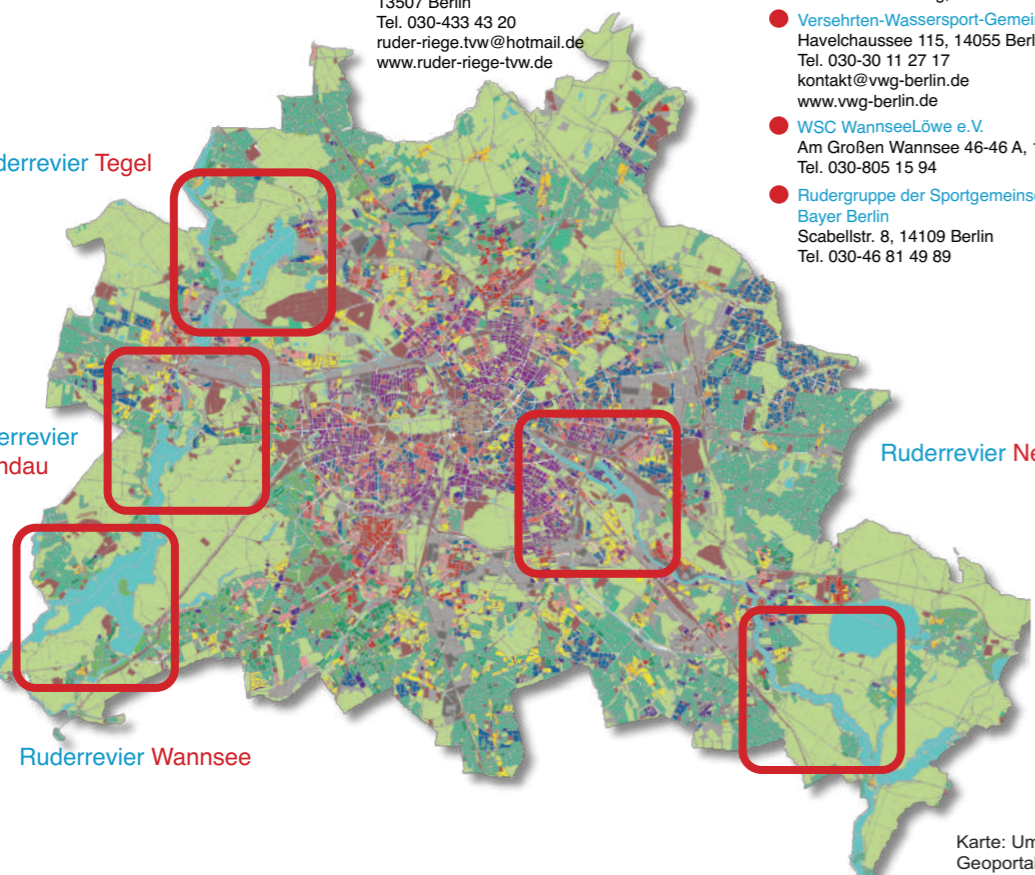 13507 Berlin
Tel. 030-433 43 20
ruder-riege.tvw@hotmail.de
www.ruder-riege-tvw.de
Versehrten-Wassersport-Gemei
Havelchaussee 115, 14055 Berl
Tel. 030-30 11 27 17
kontakt@vwg-berlin.de
www.vwg-berlin.de
WSC WannseeLöwe e.V.
Am Großen Wannsee 46-46 A, 1
Tel. 030-805 15 94
Rudergruppe der Sportgemeins
Bayer Berlin
Scabellstr. 8, 14109 Berlin
Tel. 030-46 81 49 89
derrevier Tegel
errevier
ndau
Ruderrevier Ne
Ruderrevier Wannsee
Karte: Um
Geoporta